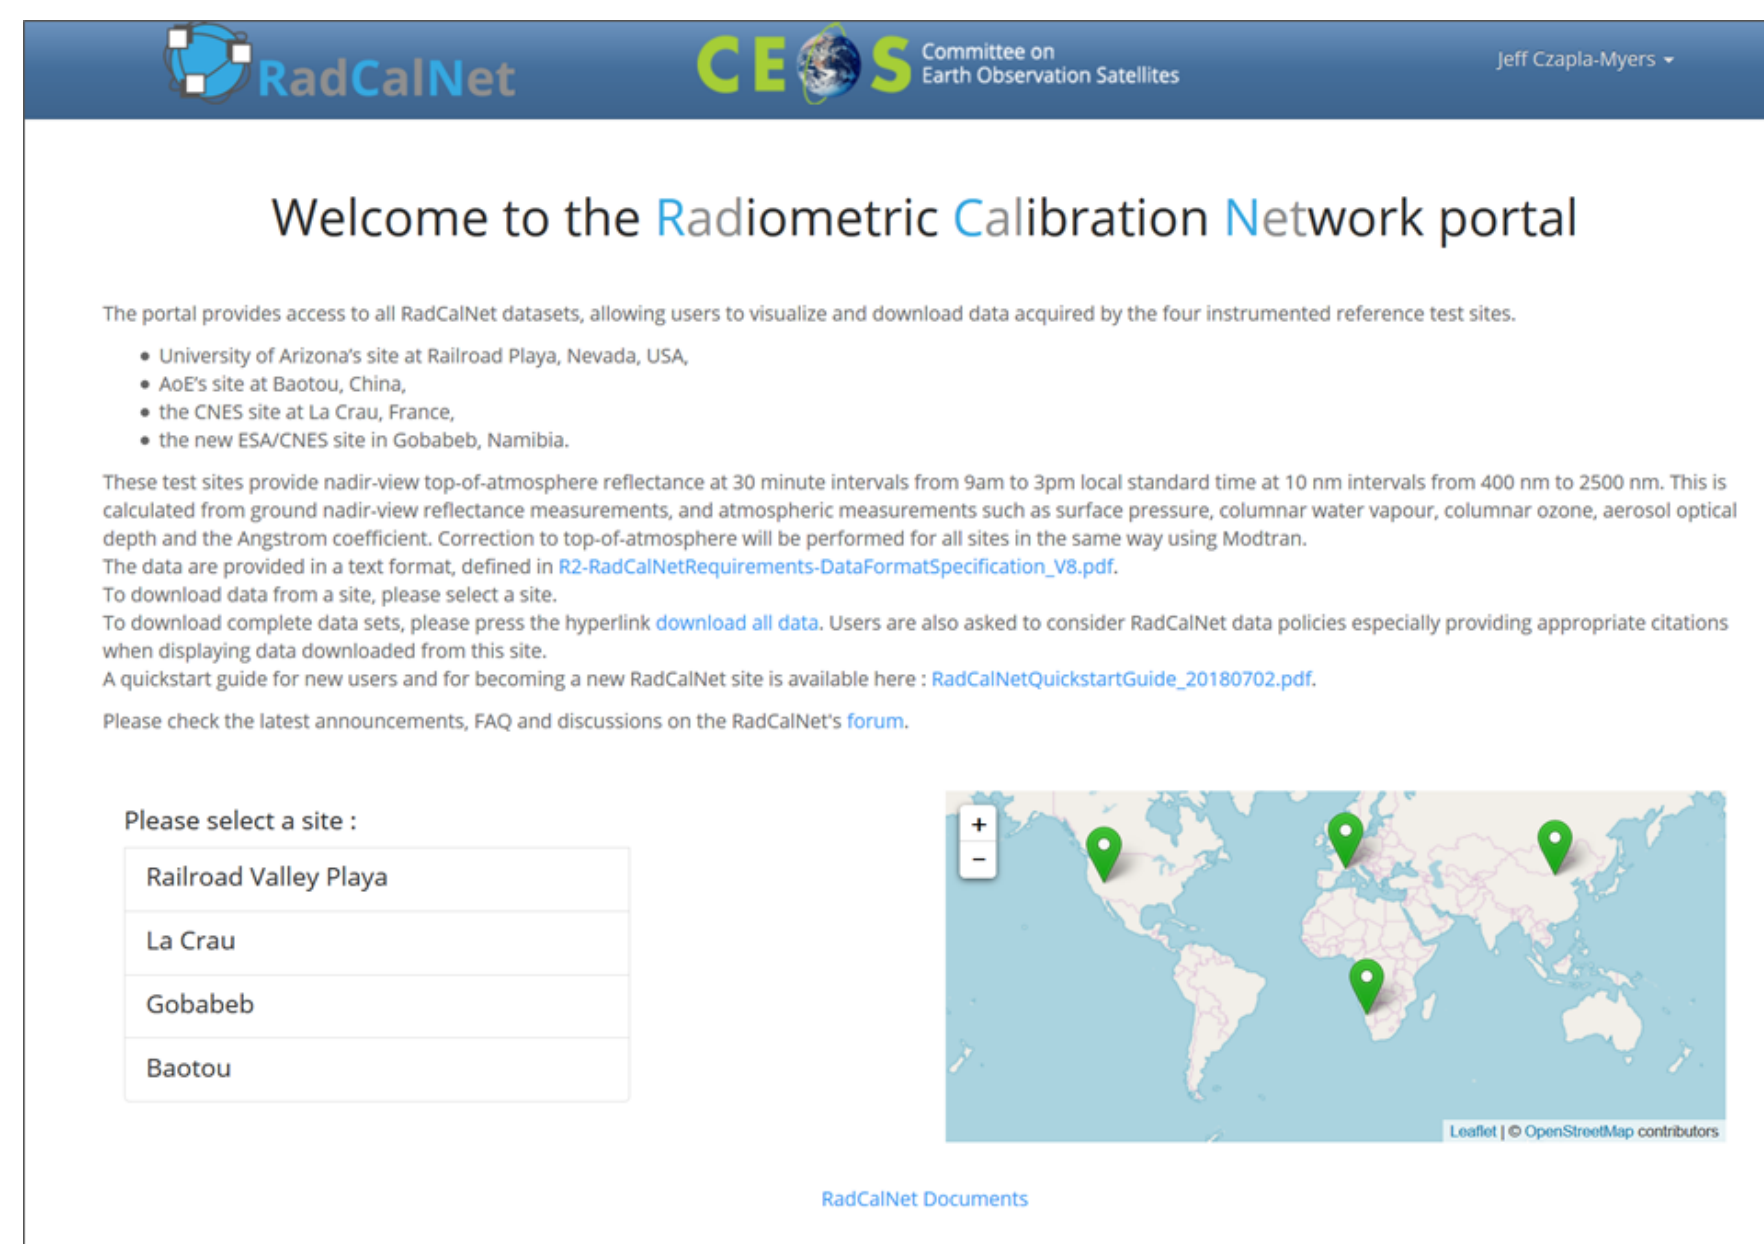 RadCalNet
CEOS
Committee on
Earth Observation Satellites
Jeff Czapla-Myers
Welcome to the Radiometric Calibration Network portal
The portal provides access to all RadCalNet datasets, allowing users to visualize and download data acquired by the four instrumented reference test sites.
• University of Arizona's site at Railroad Playa, Nevada, USA,
• AoE's site at Baotou, China,
• the CNES site at La Crau, France,
• the new ESA/CNES site in Gobabeb, Namibia.
These test sites provide nadir-view top-of-atmosphere reflectance at 30 minute intervals from 9am to 3pm local standard time at 10 nm intervals from 400 nm to 2500 nm. This is
calculated from ground nadir-view reflectance measurements, and atmospheric measurements such as surface pressure, columnar water vapour, columnar ozone, aerosol optical
depth and the Angstrom coefficient. Correction to top-of-atmosphere will be performed for all sites in the same way using Modtran.
The data are provided in a text format, defined in R2-RadCalNetRequirements-DataFormatSpecification_V8.pdf.
To download data from a site, please select a site.
To download complete data sets, please press the hyperlink download all data. Users are also asked to consider RadCalNet data policies especially providing appropriate citations
when displaying data downloaded from this site.
A quickstart guide for new users and for becoming a new RadCalNet site is available here : RadCalNetQuickstartGuide_20180702.pdf.
Please check the latest announcements, FAQ and discussions on the RadCalNet's forum.
Please select a site :
Railroad Valley Playa
La Crau
Gobabeb
Baotou
+
−
Leaflet | © OpenStreetMap contributors
RadCalNet Documents